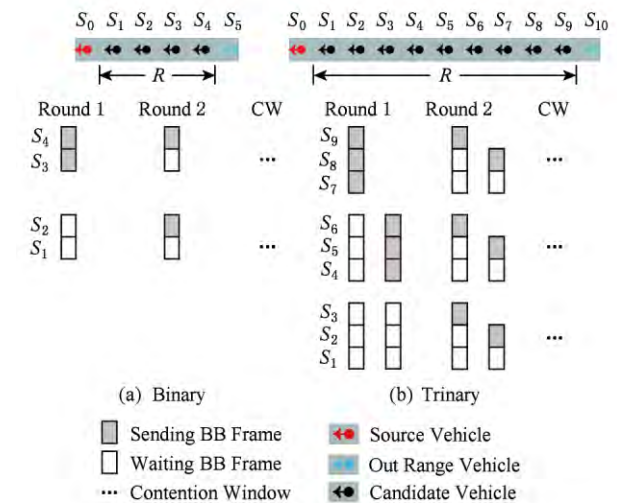 S₀ S₁ S₂ S₃ S₄ S₅
R
Round 1 Round 2 CW
S₄
S₃
...
S₂
S₁
...
(a) Binary
S₀ S₁ S₂ S₃ S₄ S₅ S₆ S₇ S₈ S₉ S₁₀
R
Round 1 Round 2 CW
S₉
S₈
...
S₇
S₆
S₅
...
S₄
S₃
S₂
...
S₁
(b) Trinary
Sending BB Frame
Waiting BB Frame
... Contention Window
Source Vehicle
Out Range Vehicle
Candidate Vehicle